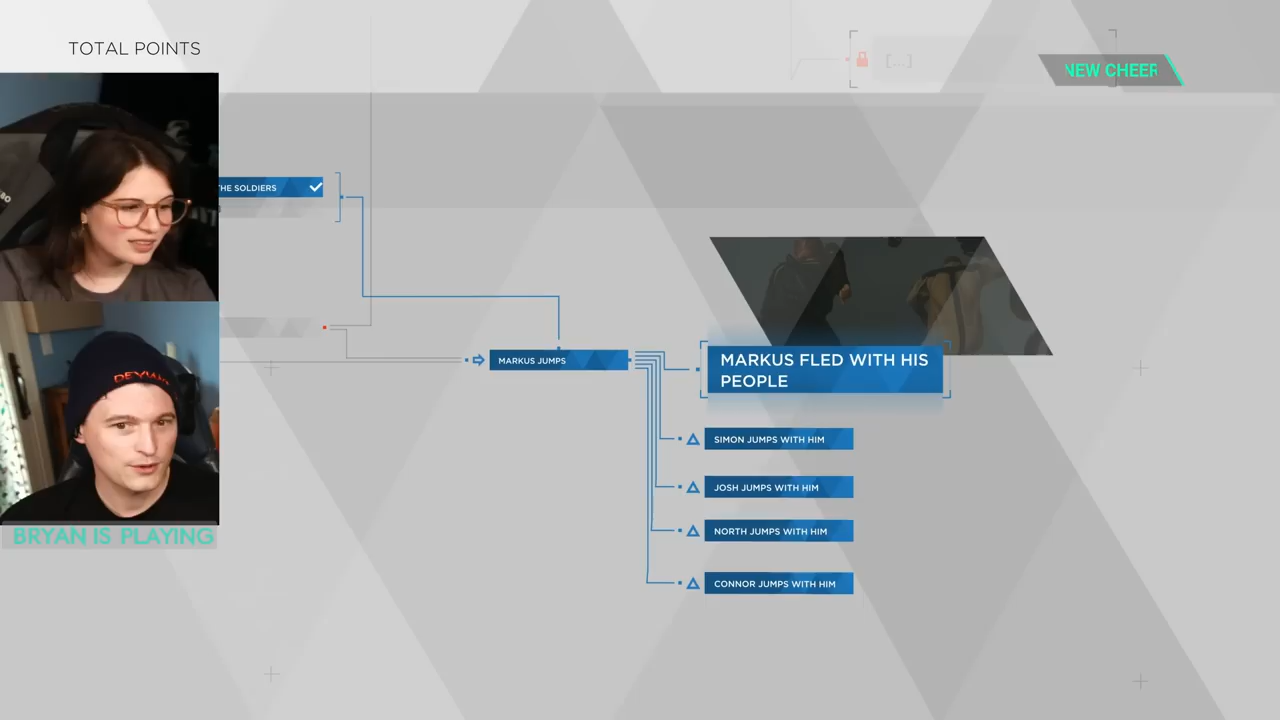 TOTAL POINTS
[...]
NEW CHEER
THE SOLDIERS
MARKUS JUMPS
MARKUS FLED WITH HIS
PEOPLE
SIMON JUMPS WITH HIM
JOSH JUMPS WITH HIM
NORTH JUMPS WITH HIM
CONNOR JUMPS WITH HIM
BRYAN IS PLAYING